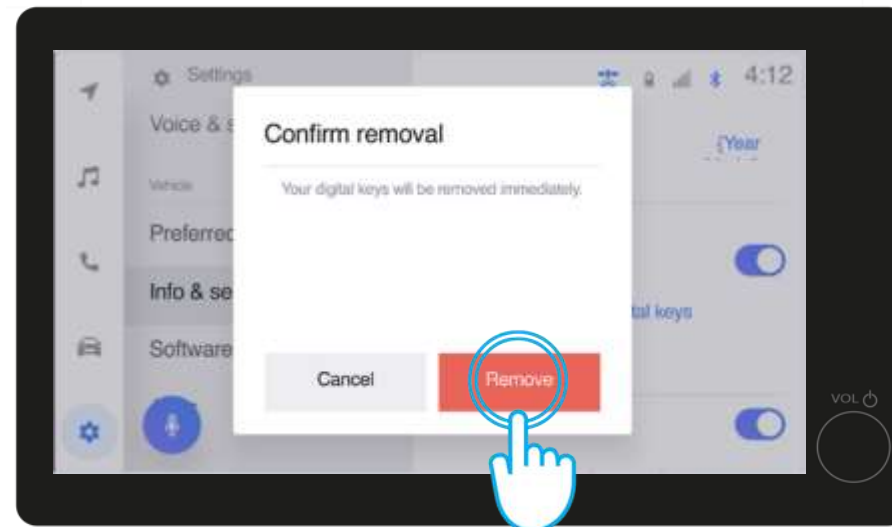 Settings
4:12
Voice & s
{Year
Vehicle
Preferred
Info & se
tal keys
Software
Confirm removal
Your digital keys will be removed immediately.
Cancel
Remove
VOL